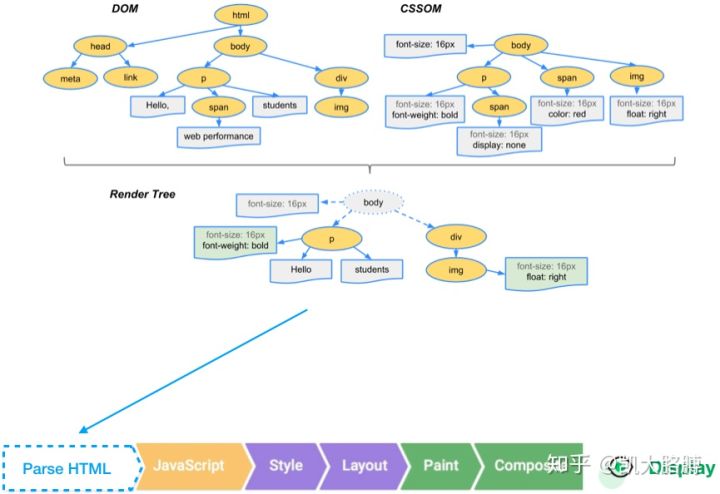 DOM
CSSOM
html
head
body
meta
link
p
div
Hello,
span
students
img
web performance
font-size: 16px
body
p
span
img
font-size: 16px
font-weight: bold
span
font-size: 16px
color: red
font-size: 16px
float: right
font-size: 16px
display: none
Render Tree
font-size: 16px
body
font-size: 16px
font-weight: bold
p
div
Hello
students
img
font-size: 16px
float: right
Parse HTML
JavaScript
Style
Layout
Paint
Composite
Display
知乎